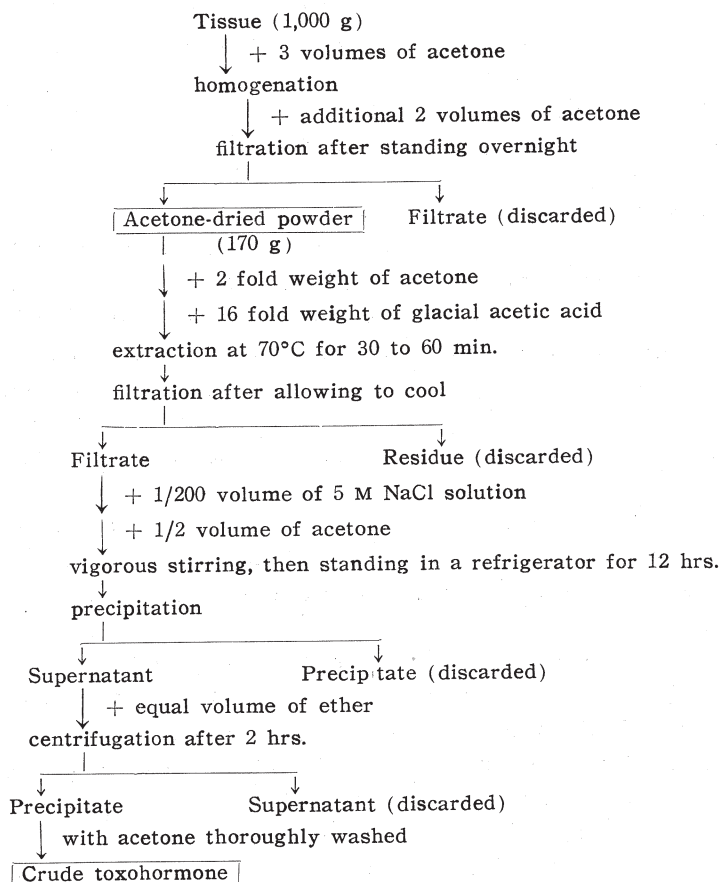 Tissue (1,000 g)
+ 3 volumes of acetone
homogenation
+ additional 2 volumes of acetone
filtration after standing overnight
Acetone-dried powder Filtrate (discarded)
(170 g)
+ 2 fold weight of acetone
+ 16 fold weight of glacial acetic acid
extraction at 70°C for 30 to 60 min.
filtration after allowing to cool
Filtrate Residue (discarded)
+ 1/200 volume of 5 M NaCl solution
+ 1/2 volume of acetone
vigorous stirring, then standing in a refrigerator for 12 hrs.
precipitation
Supernatant Precipitate (discarded)
+ equal volume of ether
centrifugation after 2 hrs.
Precipitate Supernatant (discarded)
with acetone thoroughly washed
Crude toxohormone